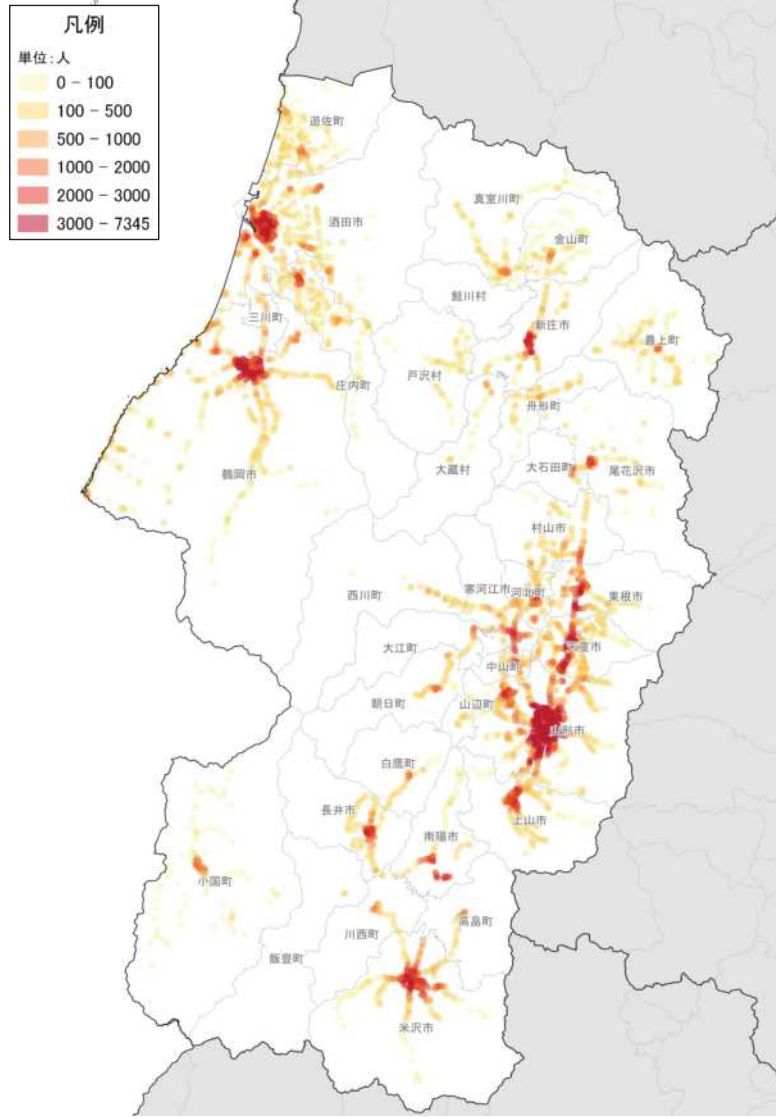 凡例
単位:人
0 - 100
100 - 500
500 - 1000
1000 - 2000
2000 - 3000
3000 - 7345
遊佐町
酒田市
真室川町
金山町
鮭川村
三川町
新庄市
最上町
戸沢村
庄内町
舟形町
鶴岡市
大蔵村
大石田町
尾花沢市
村山市
西川町
寒河江市
河北町
東根市
大江町
天童市
中山町
朝日町
山辺町
山形市
白鷹町
長井市
南陽市
上山市
小国町
川西町
高畠町
飯豊町
米沢市